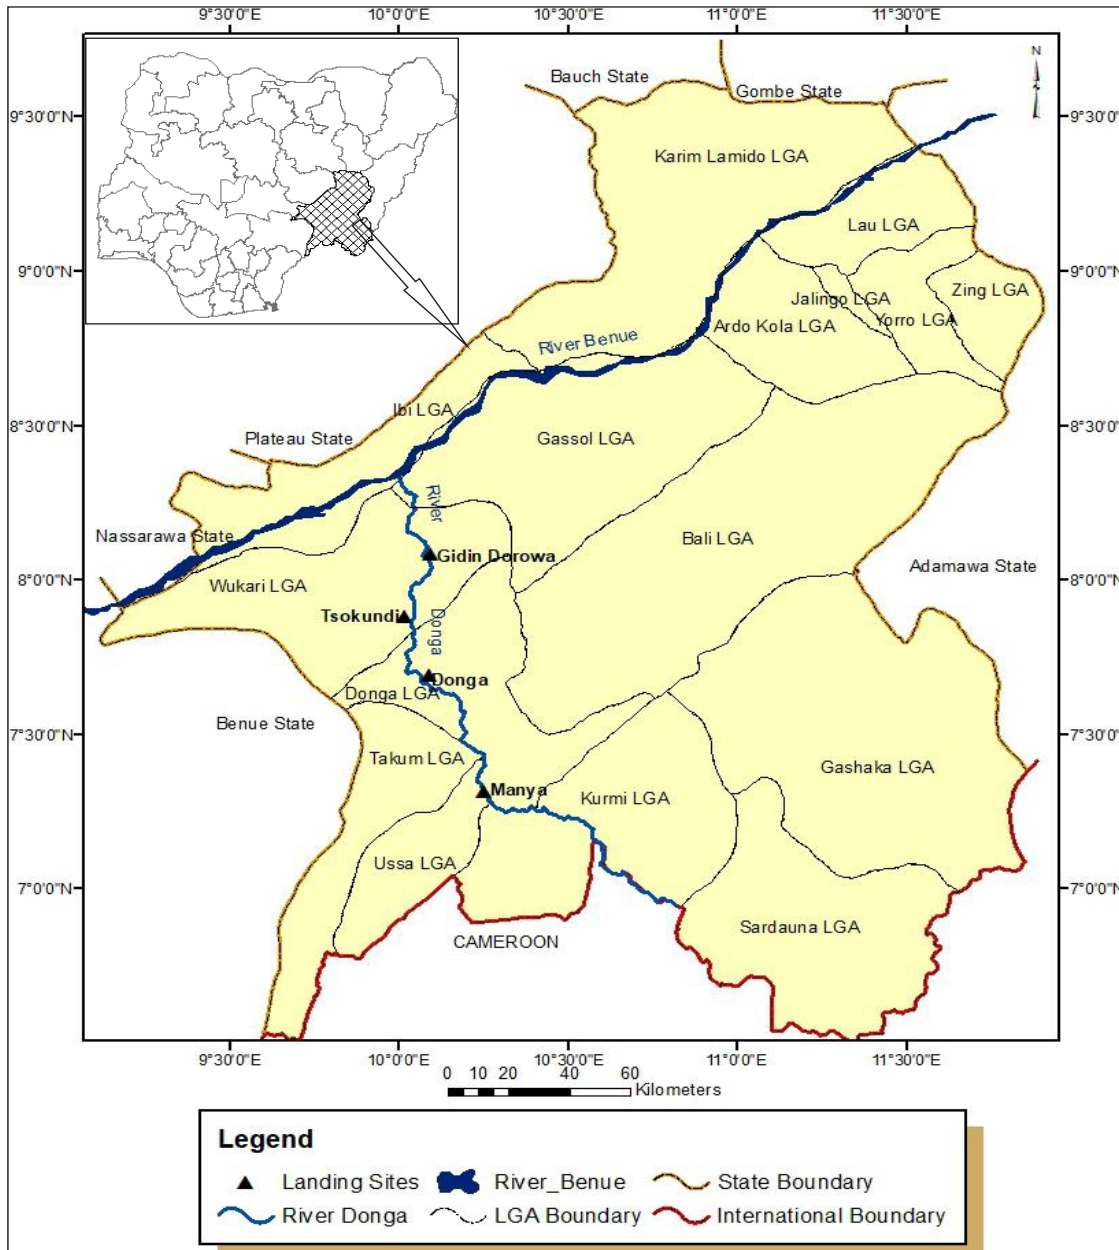 9°30'0"E 10°0'0"E 10°30'0"E 11°0'0"E 11°30'0"E
N
Bauch State
Gombe State
9°30'0"N 9°30'0"N
Karim Lamido LGA
Lau LGA
9°0'0"N 9°0'0"N
Zing LGA
Jalingo LGA
Yorro LGA
Ardo Kola LGA
River Benue
Ibi LGA
8°30'0"N 8°30'0"N
Plateau State
Gassol LGA
River
Nassarawa State
Bali LGA
Gidin Dorowa
Adamawa State
8°0'0"N 8°0'0"N
Wukari LGA
Tsokundi
Donga
Donga
Donga LGA
Benue State
7°30'0"N 7°30'0"N
Takum LGA
Gashaka LGA
Manya
Kurmi LGA
Ussa LGA
7°0'0"N 7°0'0"N
Sardauna LGA
CAMEROON
9°30'0"E 10°0'0"E 10°30'0"E 11°0'0"E 11°30'0"E
0 10 20 40 60
Kilometers
Legend
Landing Sites River_Benue State Boundary
River Donga LGA Boundary International Boundary